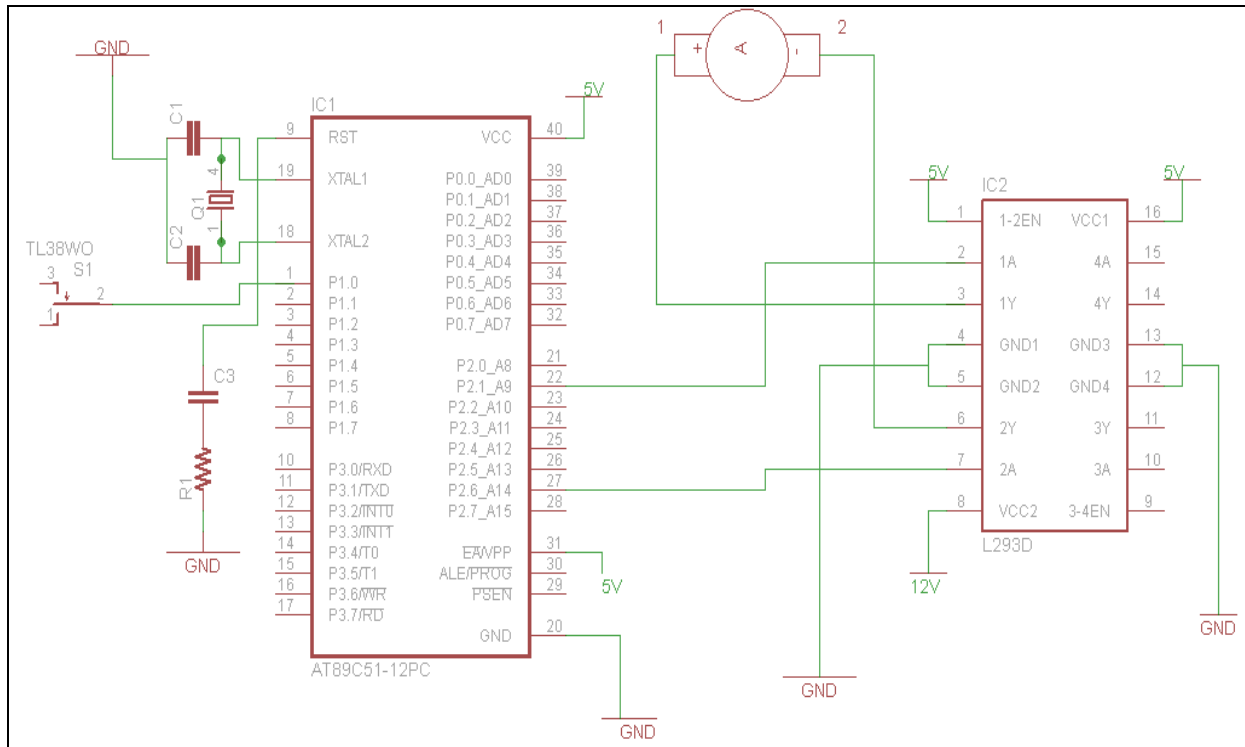 GND
C1
4
Q1
1
C2
TL38WO
S1
3
2
1
C3
R1
GND
IC1
9 RST VCC 40
5V
19 XTAL1 P0.0_AD0 39
P0.1_AD1 38
P0.2_AD2 37
18 XTAL2 P0.3_AD3 36
P0.4_AD4 35
1 P1.0 P0.5_AD5 34
2 P1.1 P0.6_AD6 33
3 P1.2 P0.7_AD7 32
4 P1.3
5 P1.4 P2.0_A8 21
6 P1.5 P2.1_A9 22
7 P1.6 P2.2_A10 23
8 P1.7 P2.3_A11 24
P2.4_A12 25
10 P3.0/RXD P2.5_A13 26
11 P3.1/TXD P2.6_A14 27
12 P3.2/INT0 P2.7_A15 28
13 P3.3/INT1
14 P3.4/T0 EA/VPP 31
15 P3.5/T1 ALE/PROG 30
5V
16 P3.6/WR PSEN 29
17 P3.7/RD
GND 20
AT89C51-12PC
GND
1 + A - 2
5V
5V
IC2
1 1-2EN VCC1 16
2 1A 4A 15
3 1Y 4Y 14
4 GND1 GND3 13
5 GND2 GND4 12
6 2Y 3Y 11
7 2A 3A 10
8 VCC2 3-4EN 9
L293D
12V
GND
GND